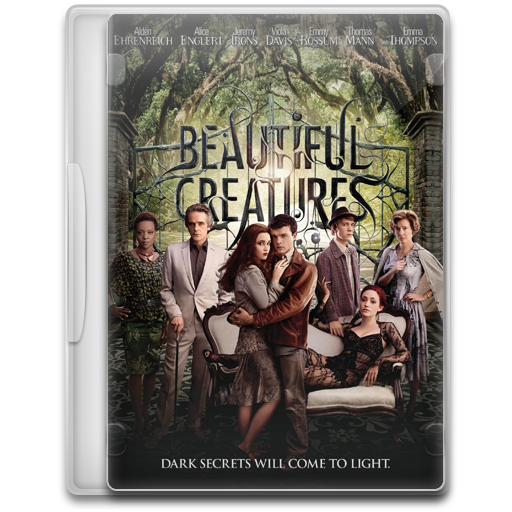 Alden Alice Jeremy Viola Emmy Thomas Emma
EHRENREICH ENGLERT IRONS DAVIS ROSSUM MANN THOMPSON
BEAUTIFUL
CREATURES
DARK SECRETS WILL COME TO LIGHT.